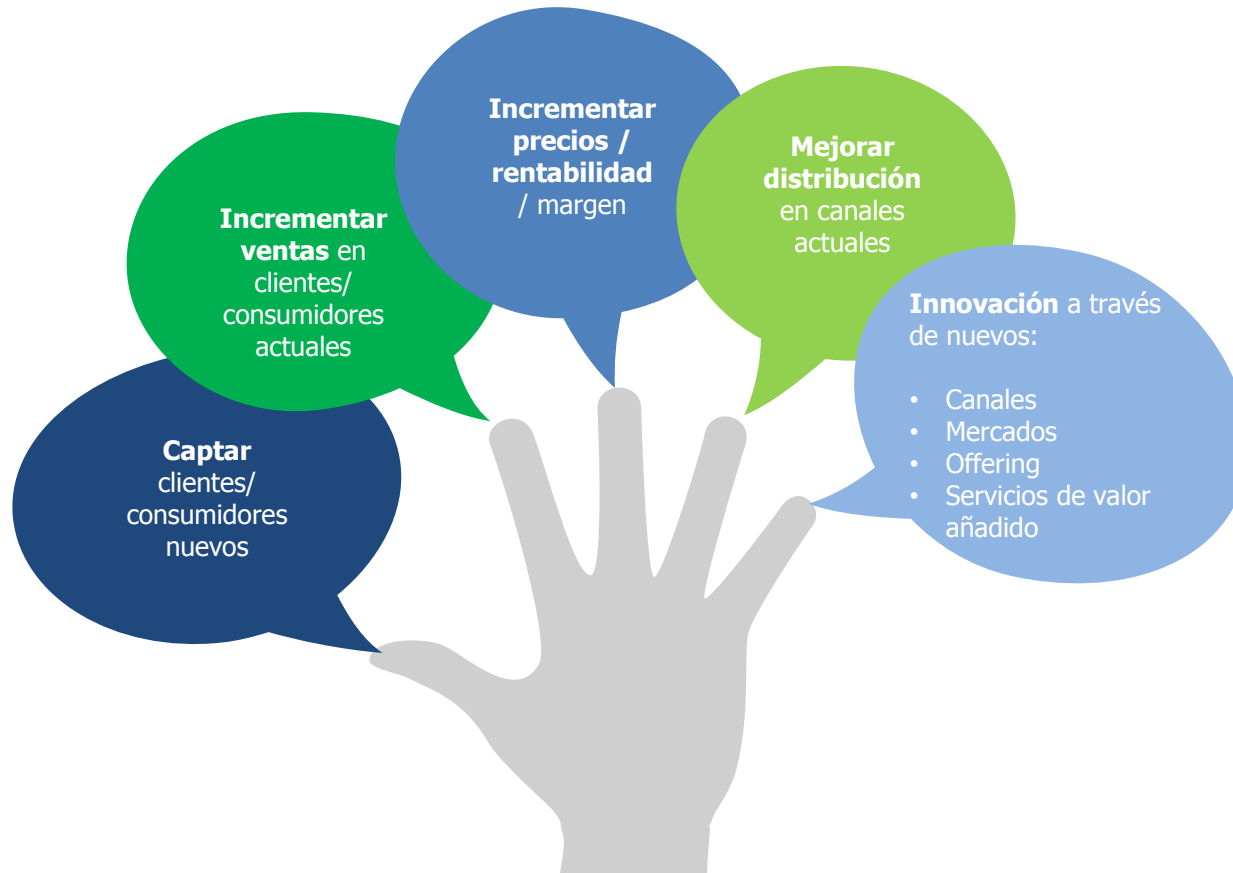 Captar
clientes/
consumidores
nuevos
Incrementar
ventas en
clientes/
consumidores
actuales
Incrementar
precios /
rentabilidad
/ margen
Mejorar
distribución
en canales
actuales
Innovación a través
de nuevos:
• Canales
• Mercados
• Offering
• Servicios de valor
añadido